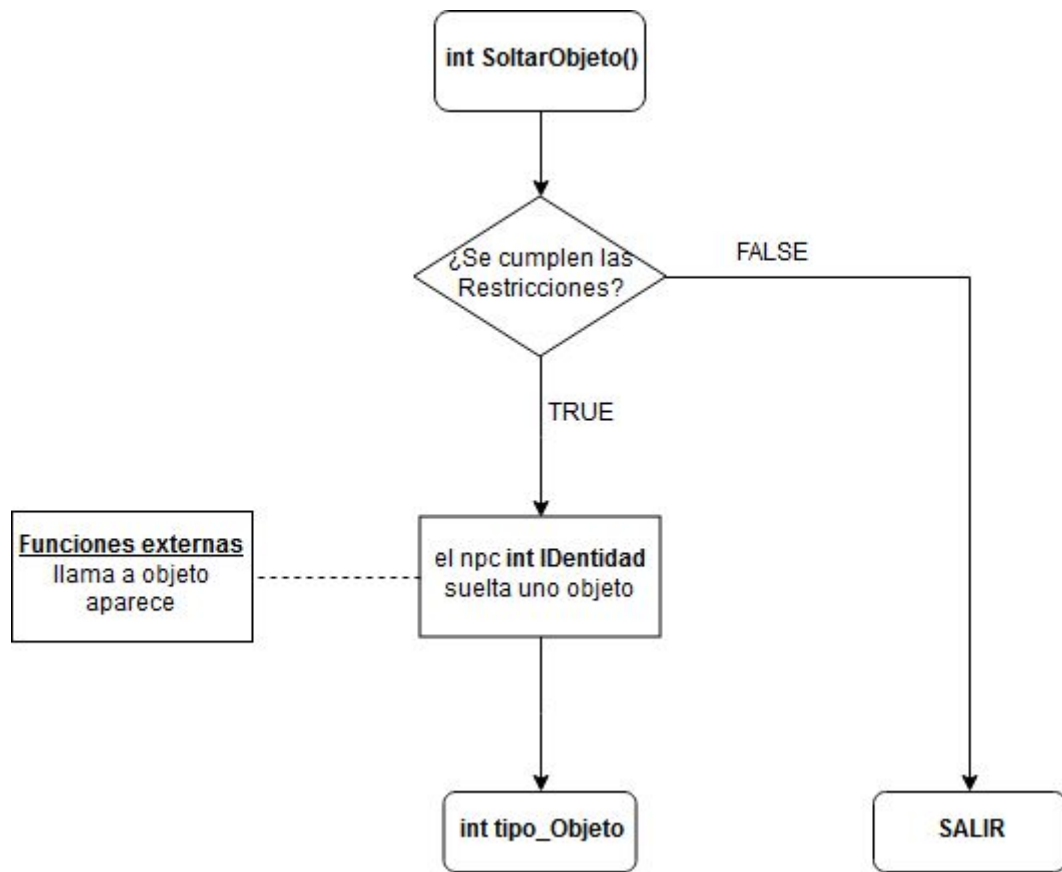 int SoltarObjeto()
¿Se cumplen las
Restricciones?
FALSE
TRUE
Funciones externas
llama a objeto
aparece
el npc int IDentidad
suelta uno objeto
int tipo_Objeto
SALIR